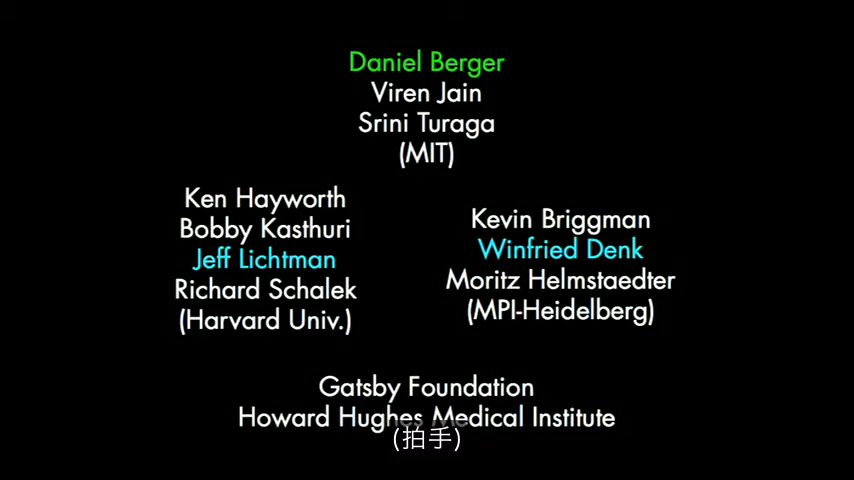 Daniel Berger
Viren Jain
Srini Turaga
(MIT)
Ken Hayworth
Bobby Kasthuri
Jeff Lichtman
Richard Schalek
(Harvard Univ.)
Kevin Briggman
Winfried Denk
Moritz Helmstaedter
(MPI-Heidelberg)
Gatsby Foundation
Howard Hughes Medical Institute
(拍手)